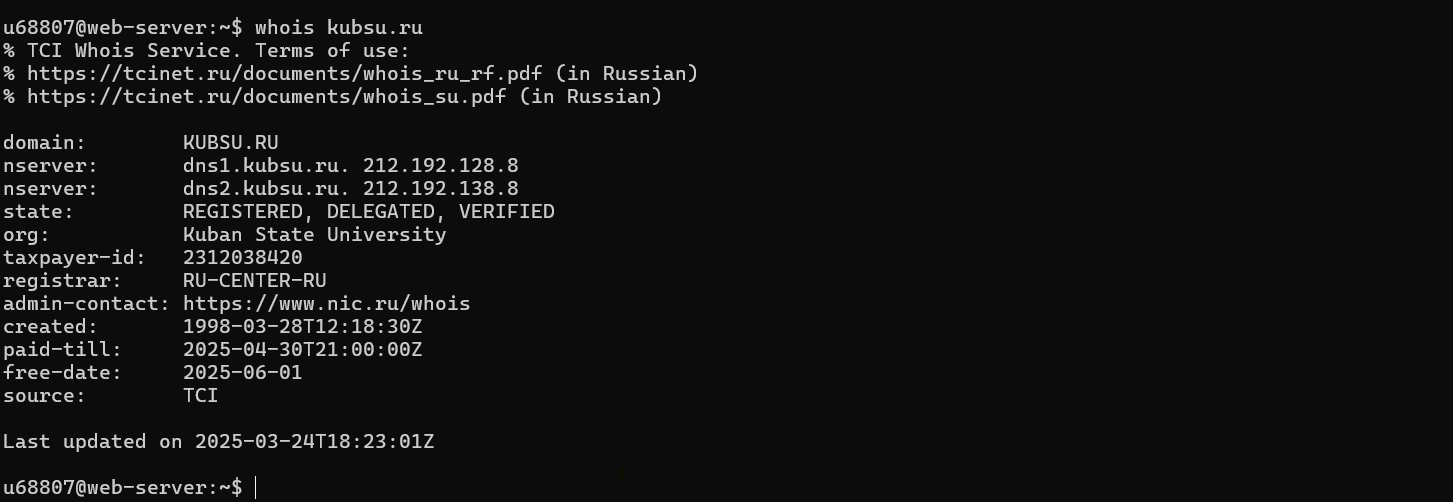 u68807@web-server:~$ whois kubsu.ru
% TCI Whois Service. Terms of use:
% https://tcinet.ru/documents/whois_ru_rf.pdf (in Russian)
% https://tcinet.ru/documents/whois_su.pdf (in Russian)
domain:       KUBSU.RU
nserver:      dns1.kubsu.ru. 212.192.128.8
nserver:      dns2.kubsu.ru. 212.192.138.8
state:        REGISTERED, DELEGATED, VERIFIED
org:          Kuban State University
taxpayer-id:  2312038420
registrar:    RU-CENTER-RU
admin-contact: https://www.nic.ru/whois
created:      1998-03-28T12:18:30Z
paid-till:    2025-04-30T21:00:00Z
free-date:    2025-06-01
source:       TCI
Last updated on 2025-03-24T18:23:01Z
u68807@web-server:~$